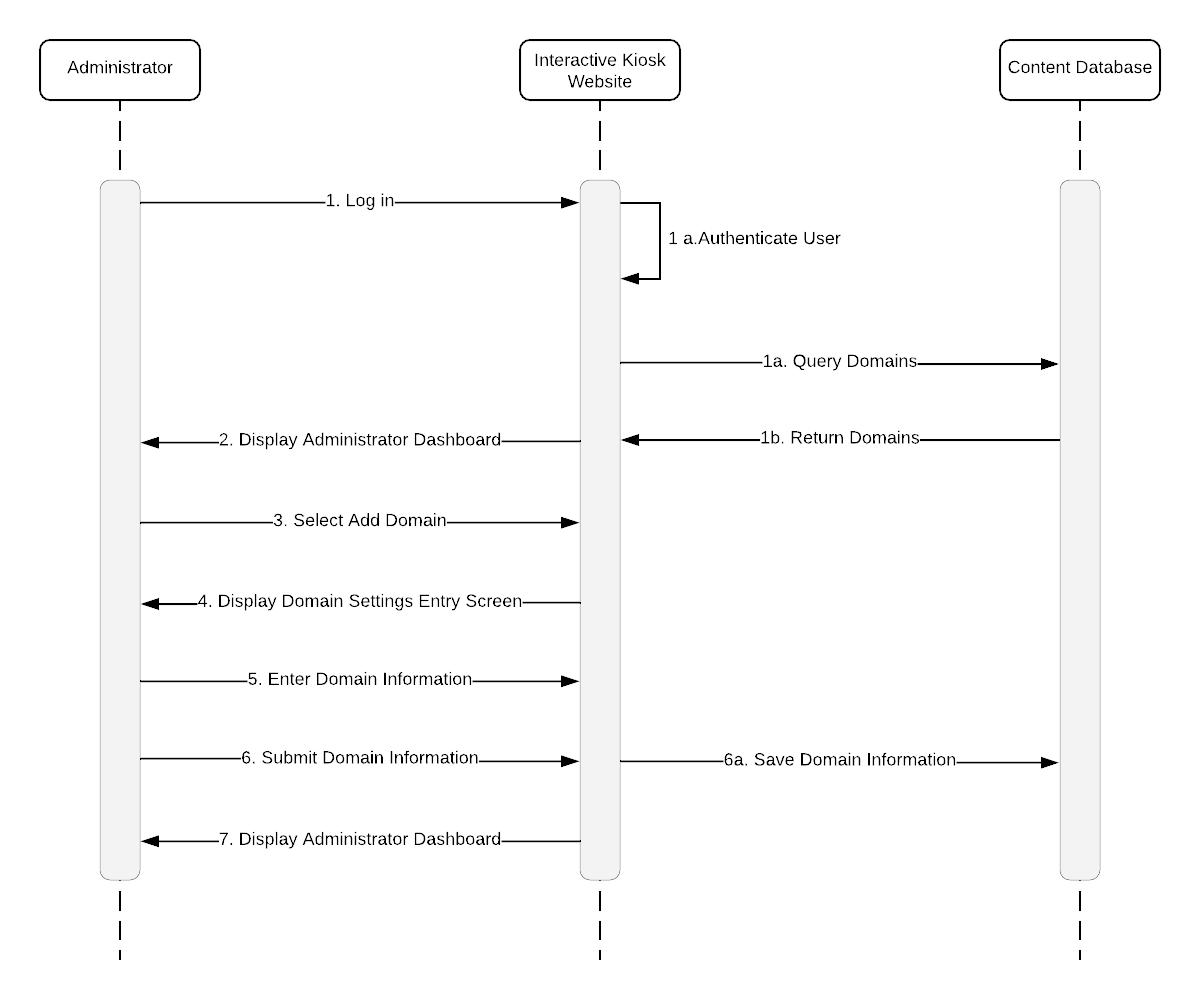 Administrator
Interactive Kiosk
Website
Content Database
1. Log in
1 a.Authenticate User
1a. Query Domains
1b. Return Domains
2. Display Administrator Dashboard
3. Select Add Domain
4. Display Domain Settings Entry Screen
5. Enter Domain Information
6. Submit Domain Information
6a. Save Domain Information
7. Display Administrator Dashboard